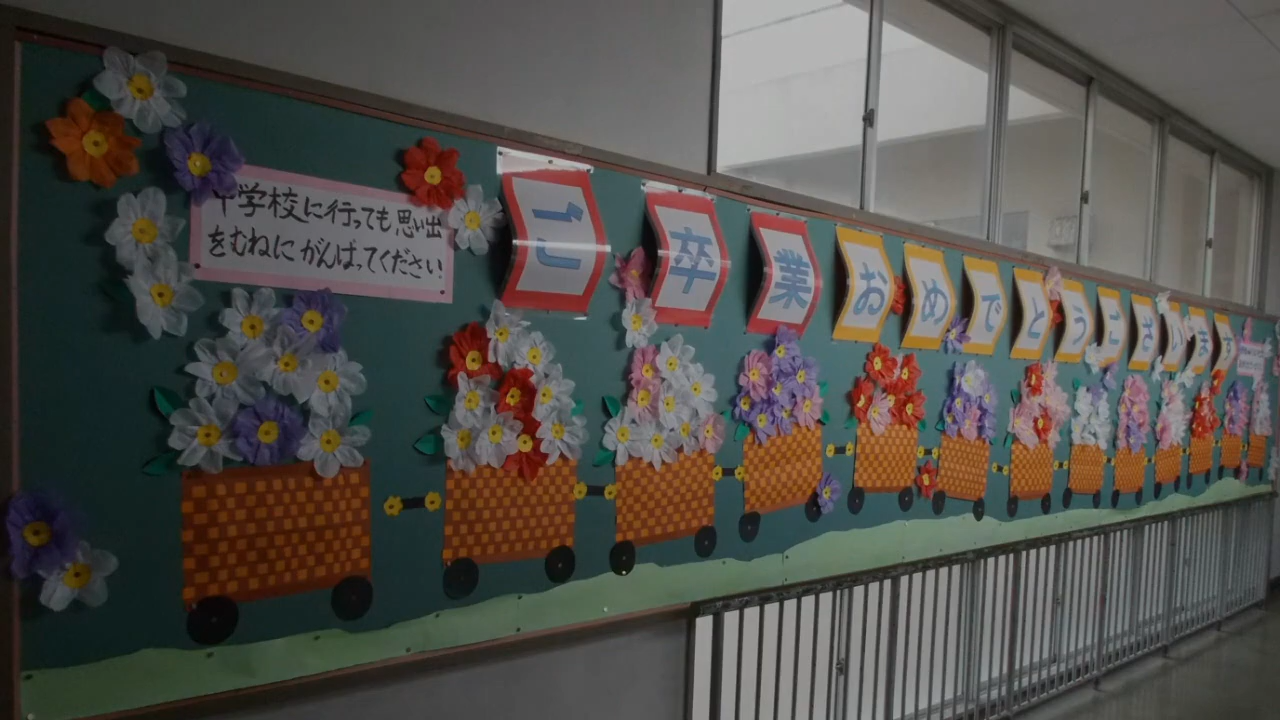 中学校に行っても思い出
をむねに がんばってください
ご卒業おめでとうございます